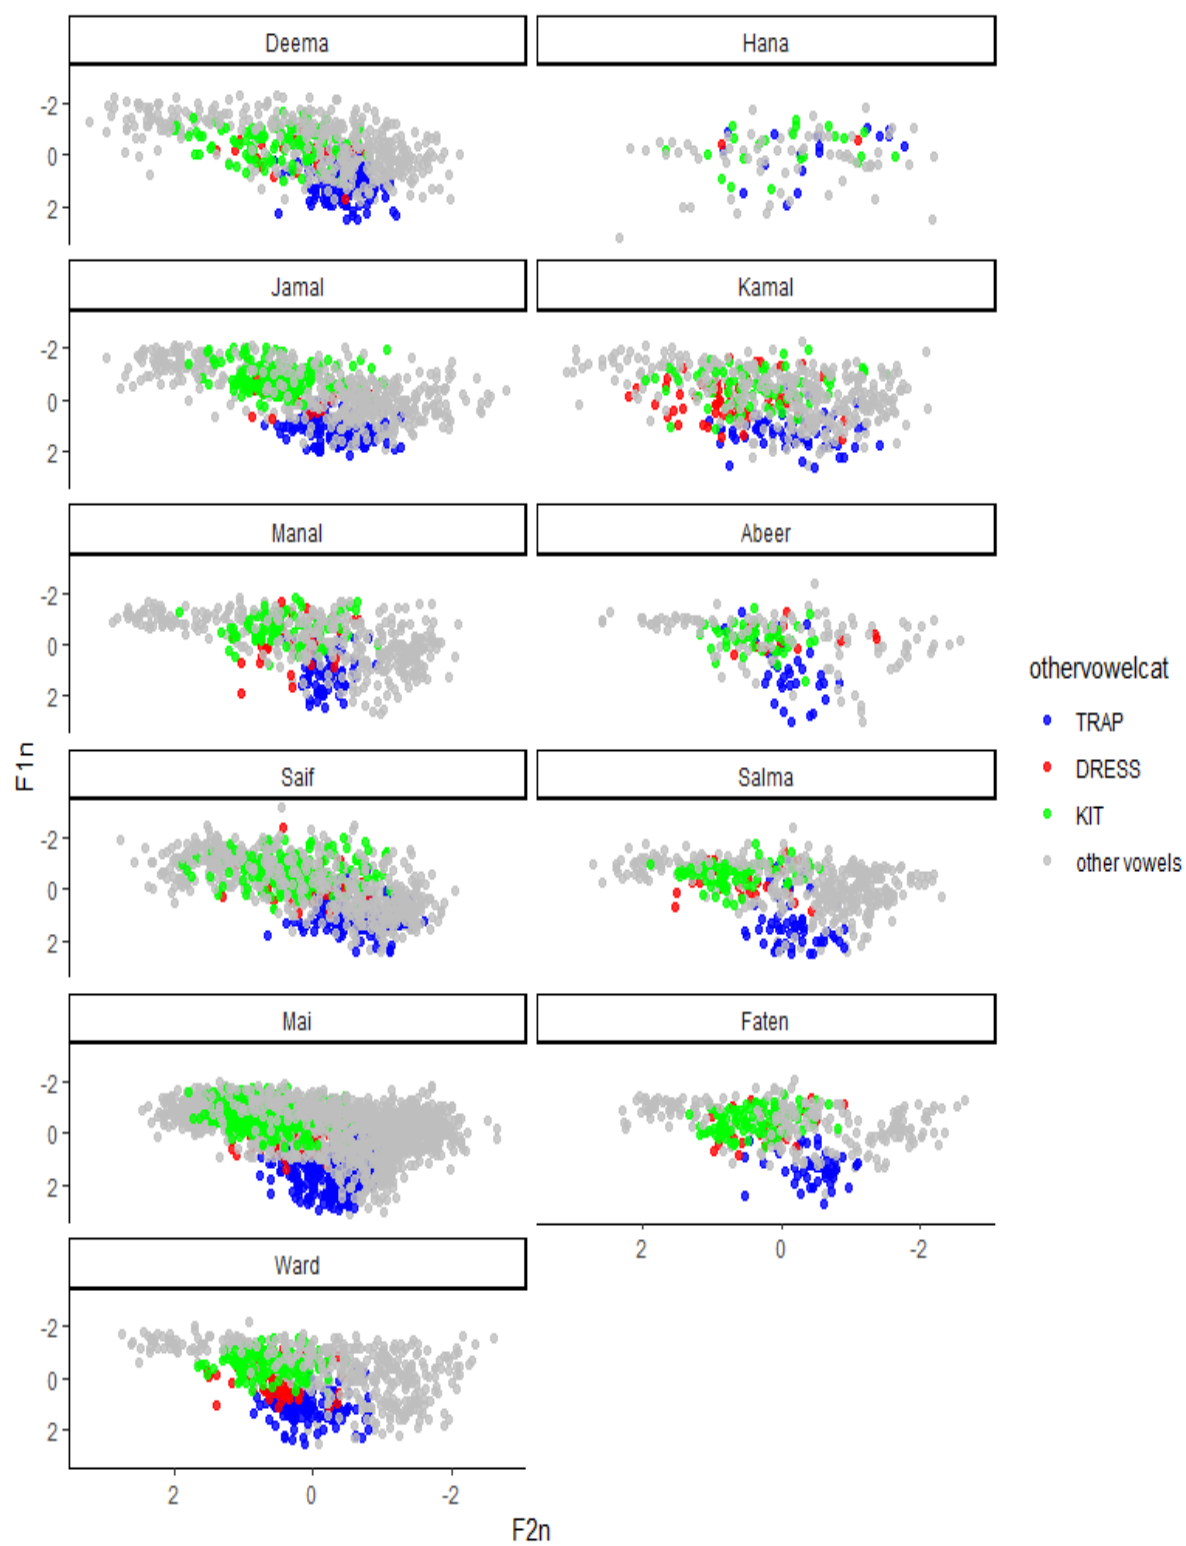 Deema
Hana
-2
0
2
Jamal
Kamal
-2
0
2
Manal
Abeer
-2
0
2
Saif
Salma
-2
0
2
Mai
Faten
-2
0
2
2 0 -2
Ward
-2
0
2
2 0 -2
F1n
F2n
othervowelcat
TRAP
DRESS
KIT
other vowels